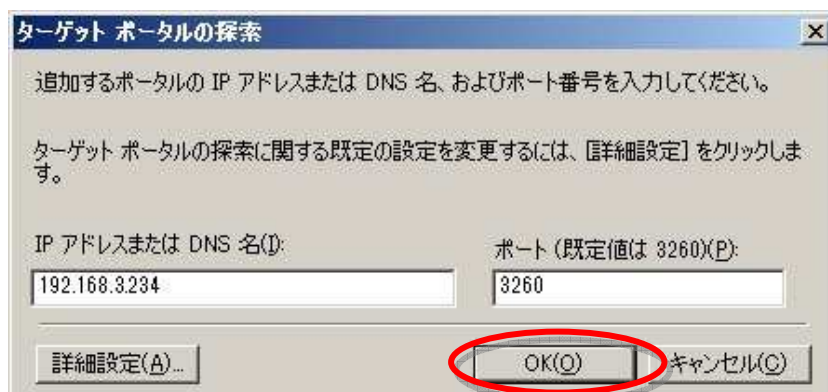 ターゲット ポータルの探索
追加するポータルの IP アドレスまたは DNS 名、およびポート番号を入力してください。
ターゲット ポータルの探索に関する既定の設定を変更するには、[詳細設定] をクリックしま
す。
IP アドレスまたは DNS 名(I):
ポート (既定値は 3260)(P):
192.168.3.234
3260
詳細設定(A)...
OK(O)
キャンセル(C)